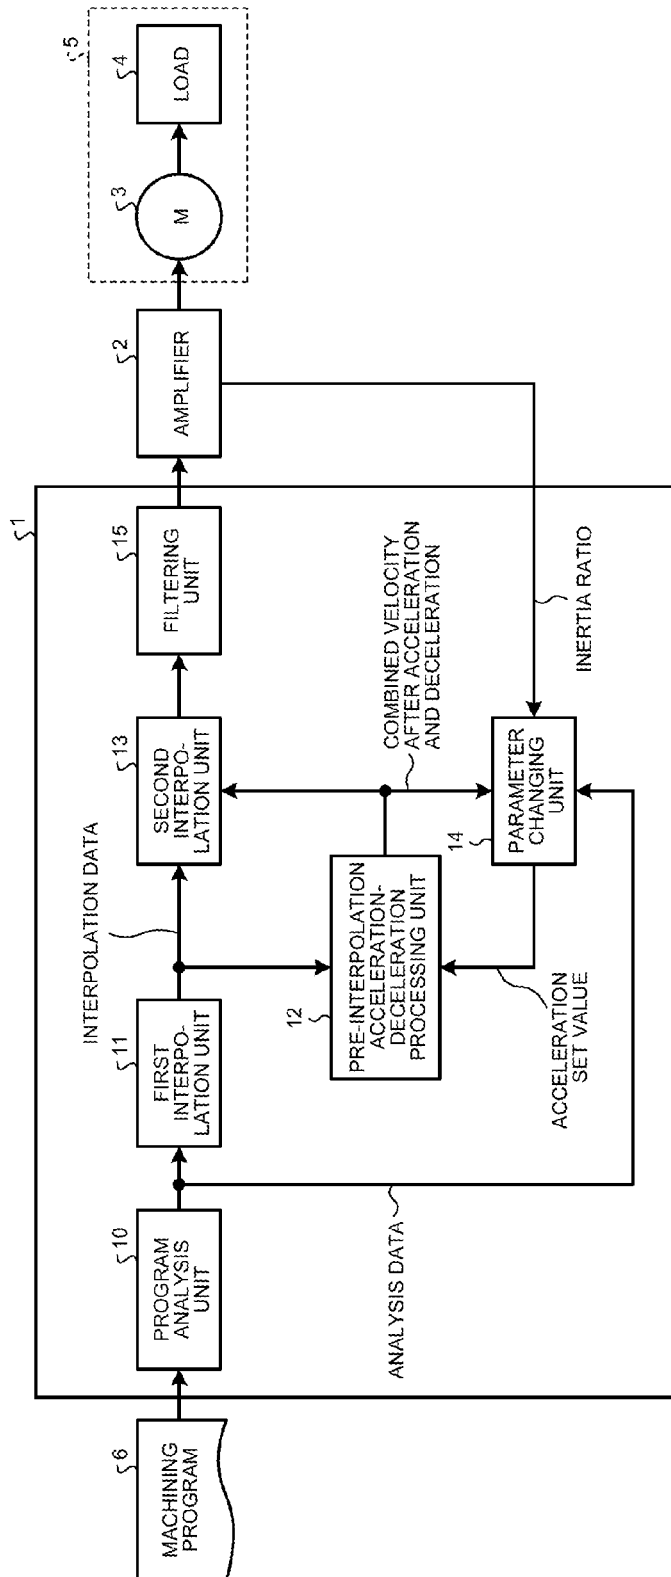 6
MACHINING
PROGRAM
10
PROGRAM
ANALYSIS
UNIT
11
FIRST
INTERPO-
LATION UNIT
INTERPOLATION DATA
13
SECOND
INTERPO-
LATION UNIT
15
FILTERING
UNIT
1
2
AMPLIFIER
3
M
4
LOAD
5
12
PRE-INTERPOLATION
ACCELERATION-
DECELERATION
PROCESSING UNIT
COMBINED VELOCITY
AFTER ACCELERATION
AND DECELERATION
ANALYSIS DATA
ACCELERATION
SET VALUE
14
PARAMETER
CHANGING
UNIT
INERTIA RATIO